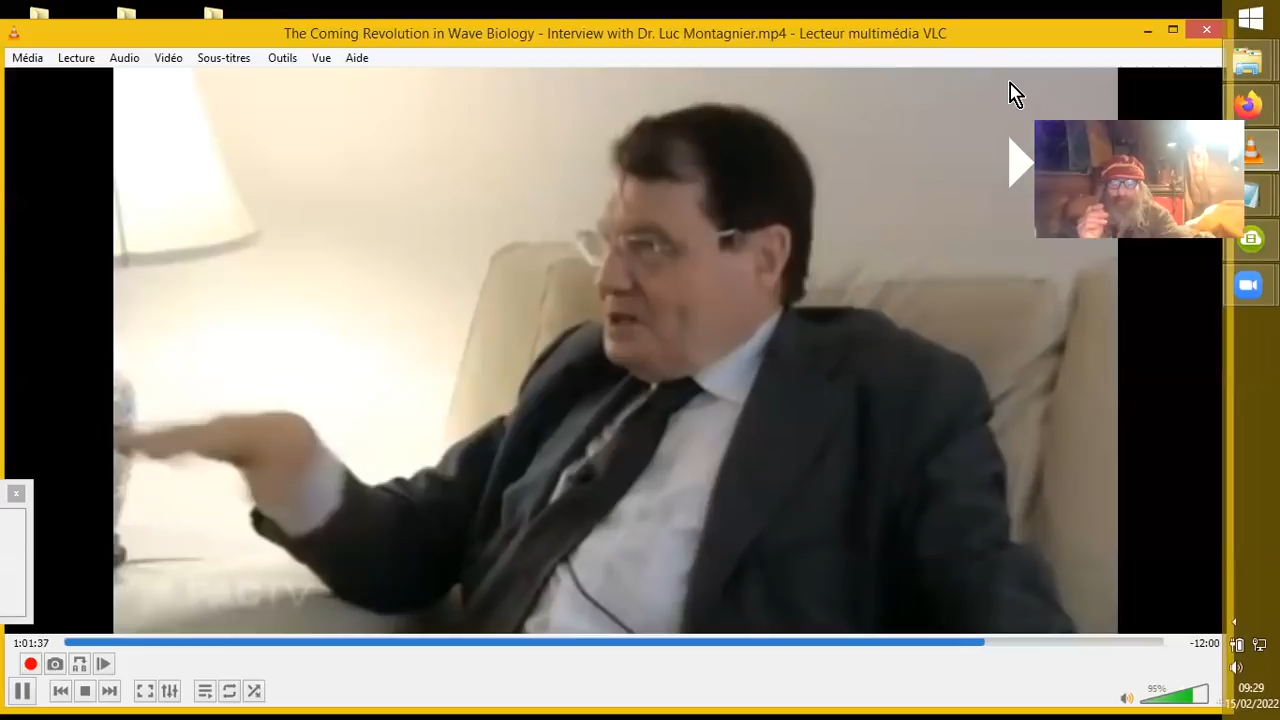 The Coming Revolution in Wave Biology - Interview with Dr. Luc Montagnier.mp4 - Lecteur multimédia VLC
Média Lecture Audio Vidéo Sous-titres Outils Vue Aide
1:01:37
-12:00
95%
09:29
15/02/2022